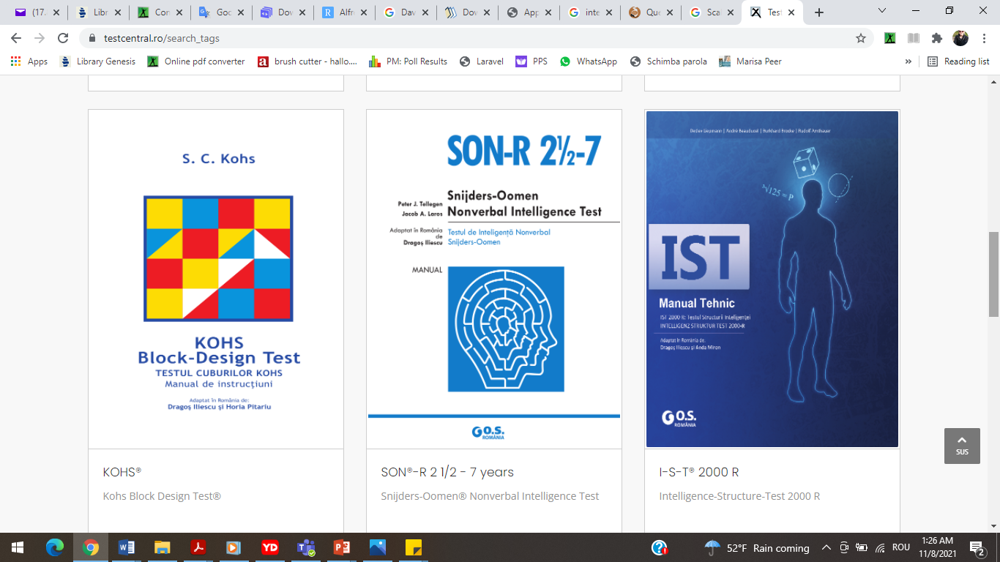 (17.
Libr
Con
Goo
Dov
Alfre
Dav
Dov
App
inte
Que
Scal
Test
testcentral.ro/search_tags
Apps
Library Genesis
Online pdf converter
brush cutter - hallo....
PM: Poll Results
Laravel
PPS
WhatsApp
Schimba parola
Marisa Peer
»
Reading list
S. C. Kohs
KOHS
Block-Design Test
TESTUL CUBURILOR KOHS
Manual de instrucțiuni
Adaptat în România de:
Dragoș Iliescu și Horia Pitariu
KOHS®
Kohs Block Design Test®
SON-R 2½-7
Peter J. Tellegen
Jacob A. Laros
Snijders-Oomen
Nonverbal Intelligence Test
Adaptat în România
de
Dragoș Iliescu
Testul de Inteligență Nonverbal
Snijders-Oomen
MANUAL
O.S.
ROMÂNIA
SON®-R 2 1/2 - 7 years
Snijders-Oomen® Nonverbal Intelligence Test
Detlev Liepmann | André Beauducel | Burkhard Brocke | Rudolf Amthauer
³√125 = P
IST
Manual Tehnic
IST 2000-R: Testul Structurii Inteligenței
INTELLIGENZ STRUKTUR TEST 2000-R
Adaptat în România de:
Dragoș Iliescu și Anda Miron
O.S.
ROMÂNIA
I-S-T® 2000 R
Intelligence-Structure-Test 2000 R
SUS
YD
52°F Rain coming
ROU
1:26 AM
11/8/2021
2